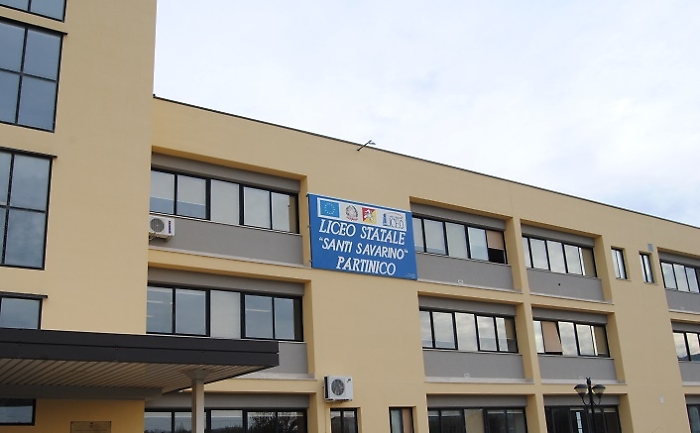 LICEO STATALE
"SANTI SAVARINO"
PARTINICO